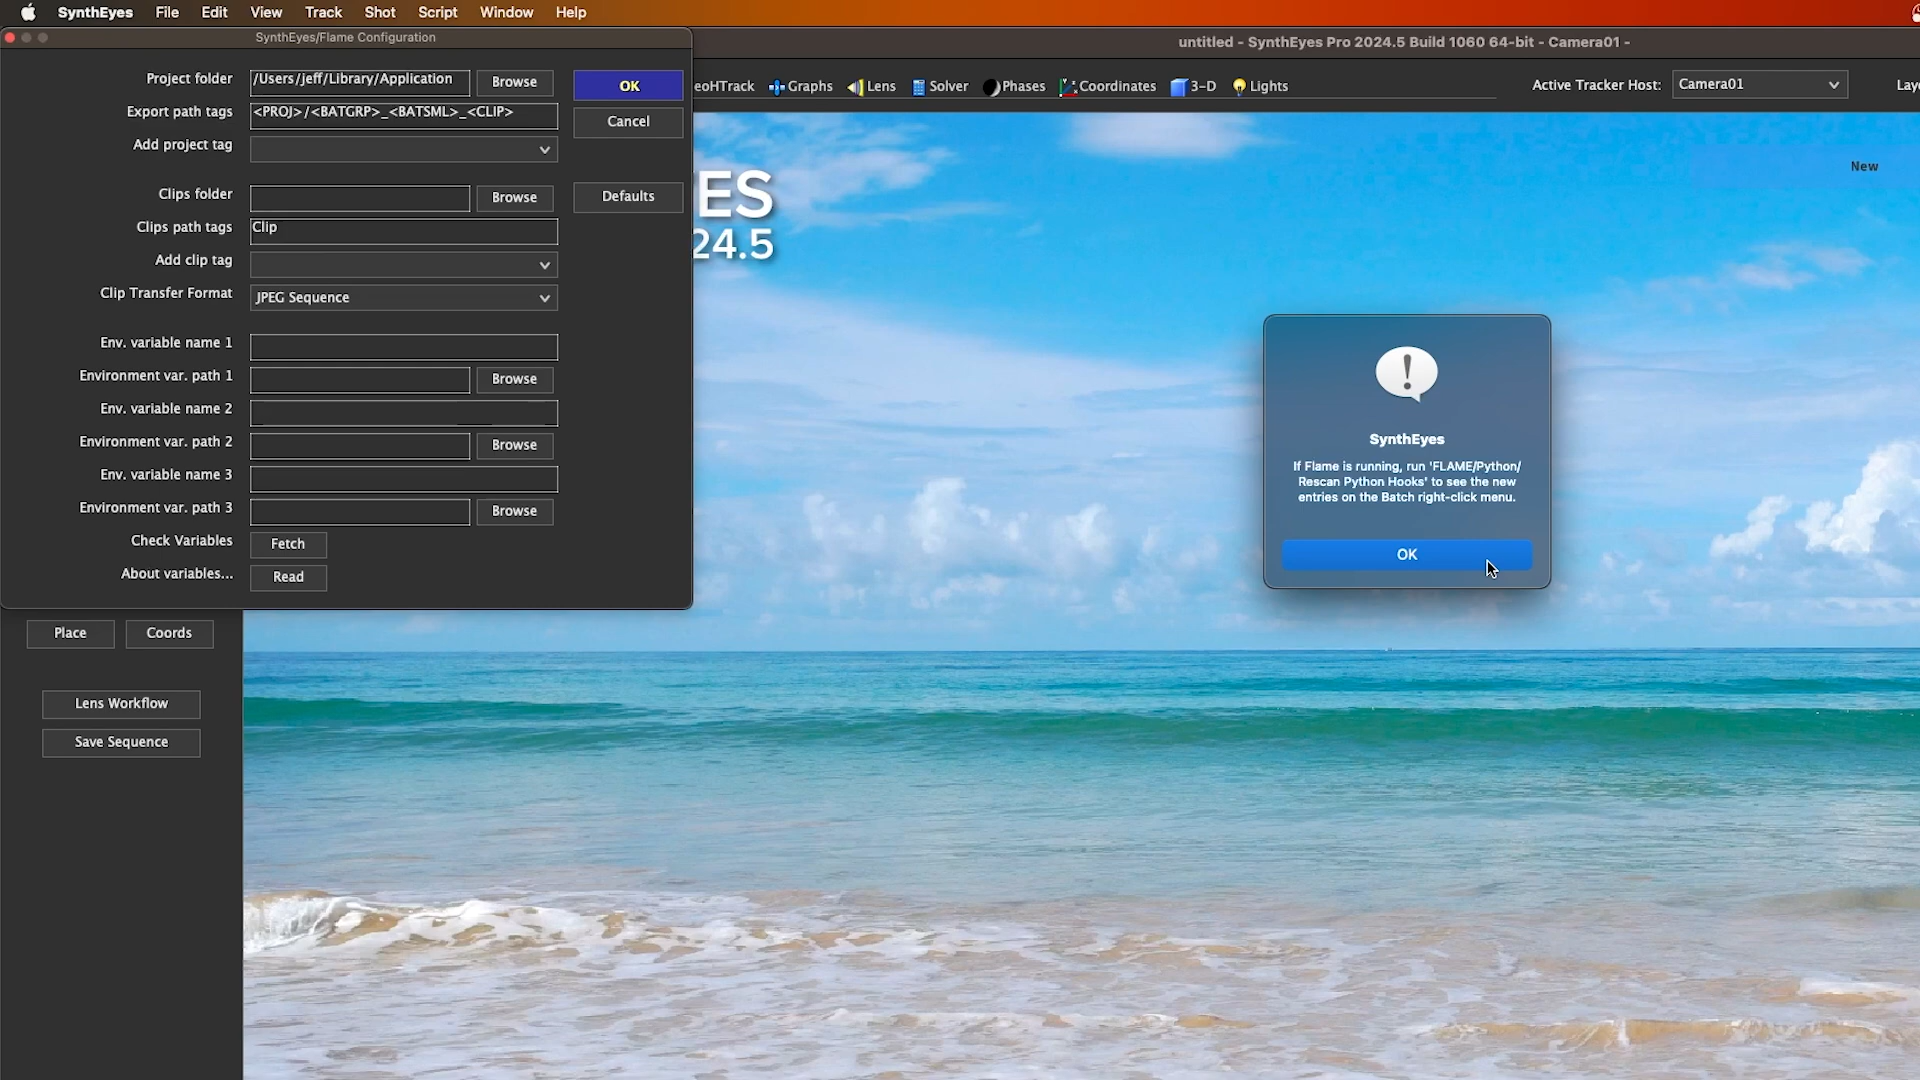 SynthEyes File Edit View Track Shot Script Window Help
SynthEyes/Flame Configuration
untitled - SynthEyes Pro 2024.5 Build 1060 64-bit - Camera01 -
Project folder /Users/jeff/Library/Application Browse OK
Export path tags <PROJ>/<BATGRP>_<BATSML>_<CLIP> Cancel
Add project tag
Clips folder Browse Defaults
Clips path tags Clip
Add clip tag
Clip Transfer Format JPEG Sequence
Env. variable name 1
Environment var. path 1 Browse
Env. variable name 2
Environment var. path 2 Browse
Env. variable name 3
Environment var. path 3 Browse
Check Variables Fetch
About variables... Read
eoHTrack Graphs Lens Solver Phases Coordinates 3-D Lights
Active Tracker Host: Camera01 Lay
New
ES
24.5
SynthEyes
If Flame is running, run 'FLAME/Python/
Rescan Python Hooks' to see the new
entries on the Batch right-click menu.
OK
Place Coords
Lens Workflow
Save Sequence